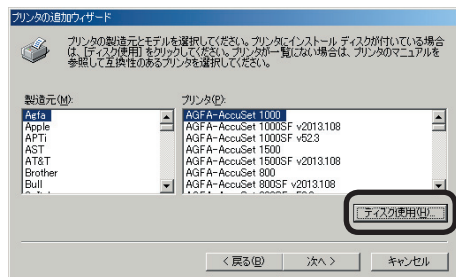 プリンタの追加ウィザード
プリンタの製造元とモデルを選択してください。プリンタにインストール ディスクが付いている場合
は、[ディスク使用] をクリックしてください。プリンタが一覧にない場合は、プリンタのマニュアルを
参照して互換性のあるプリンタを選択してください。
製造元(M):
プリンタ(P):
Agfa
Apple
APTi
AST
AT&T
Brother
Bull
AGFA-AccuSet 1000
AGFA-AccuSet 1000SF v2013.108
AGFA-AccuSet 1000SF v52.3
AGFA-AccuSet 1500
AGFA-AccuSet 1500SF v2013.108
AGFA-AccuSet 800
AGFA-AccuSet 800SF v2013.108
ディスク使用(H)...
< 戻る(B)
次へ >
キャンセル